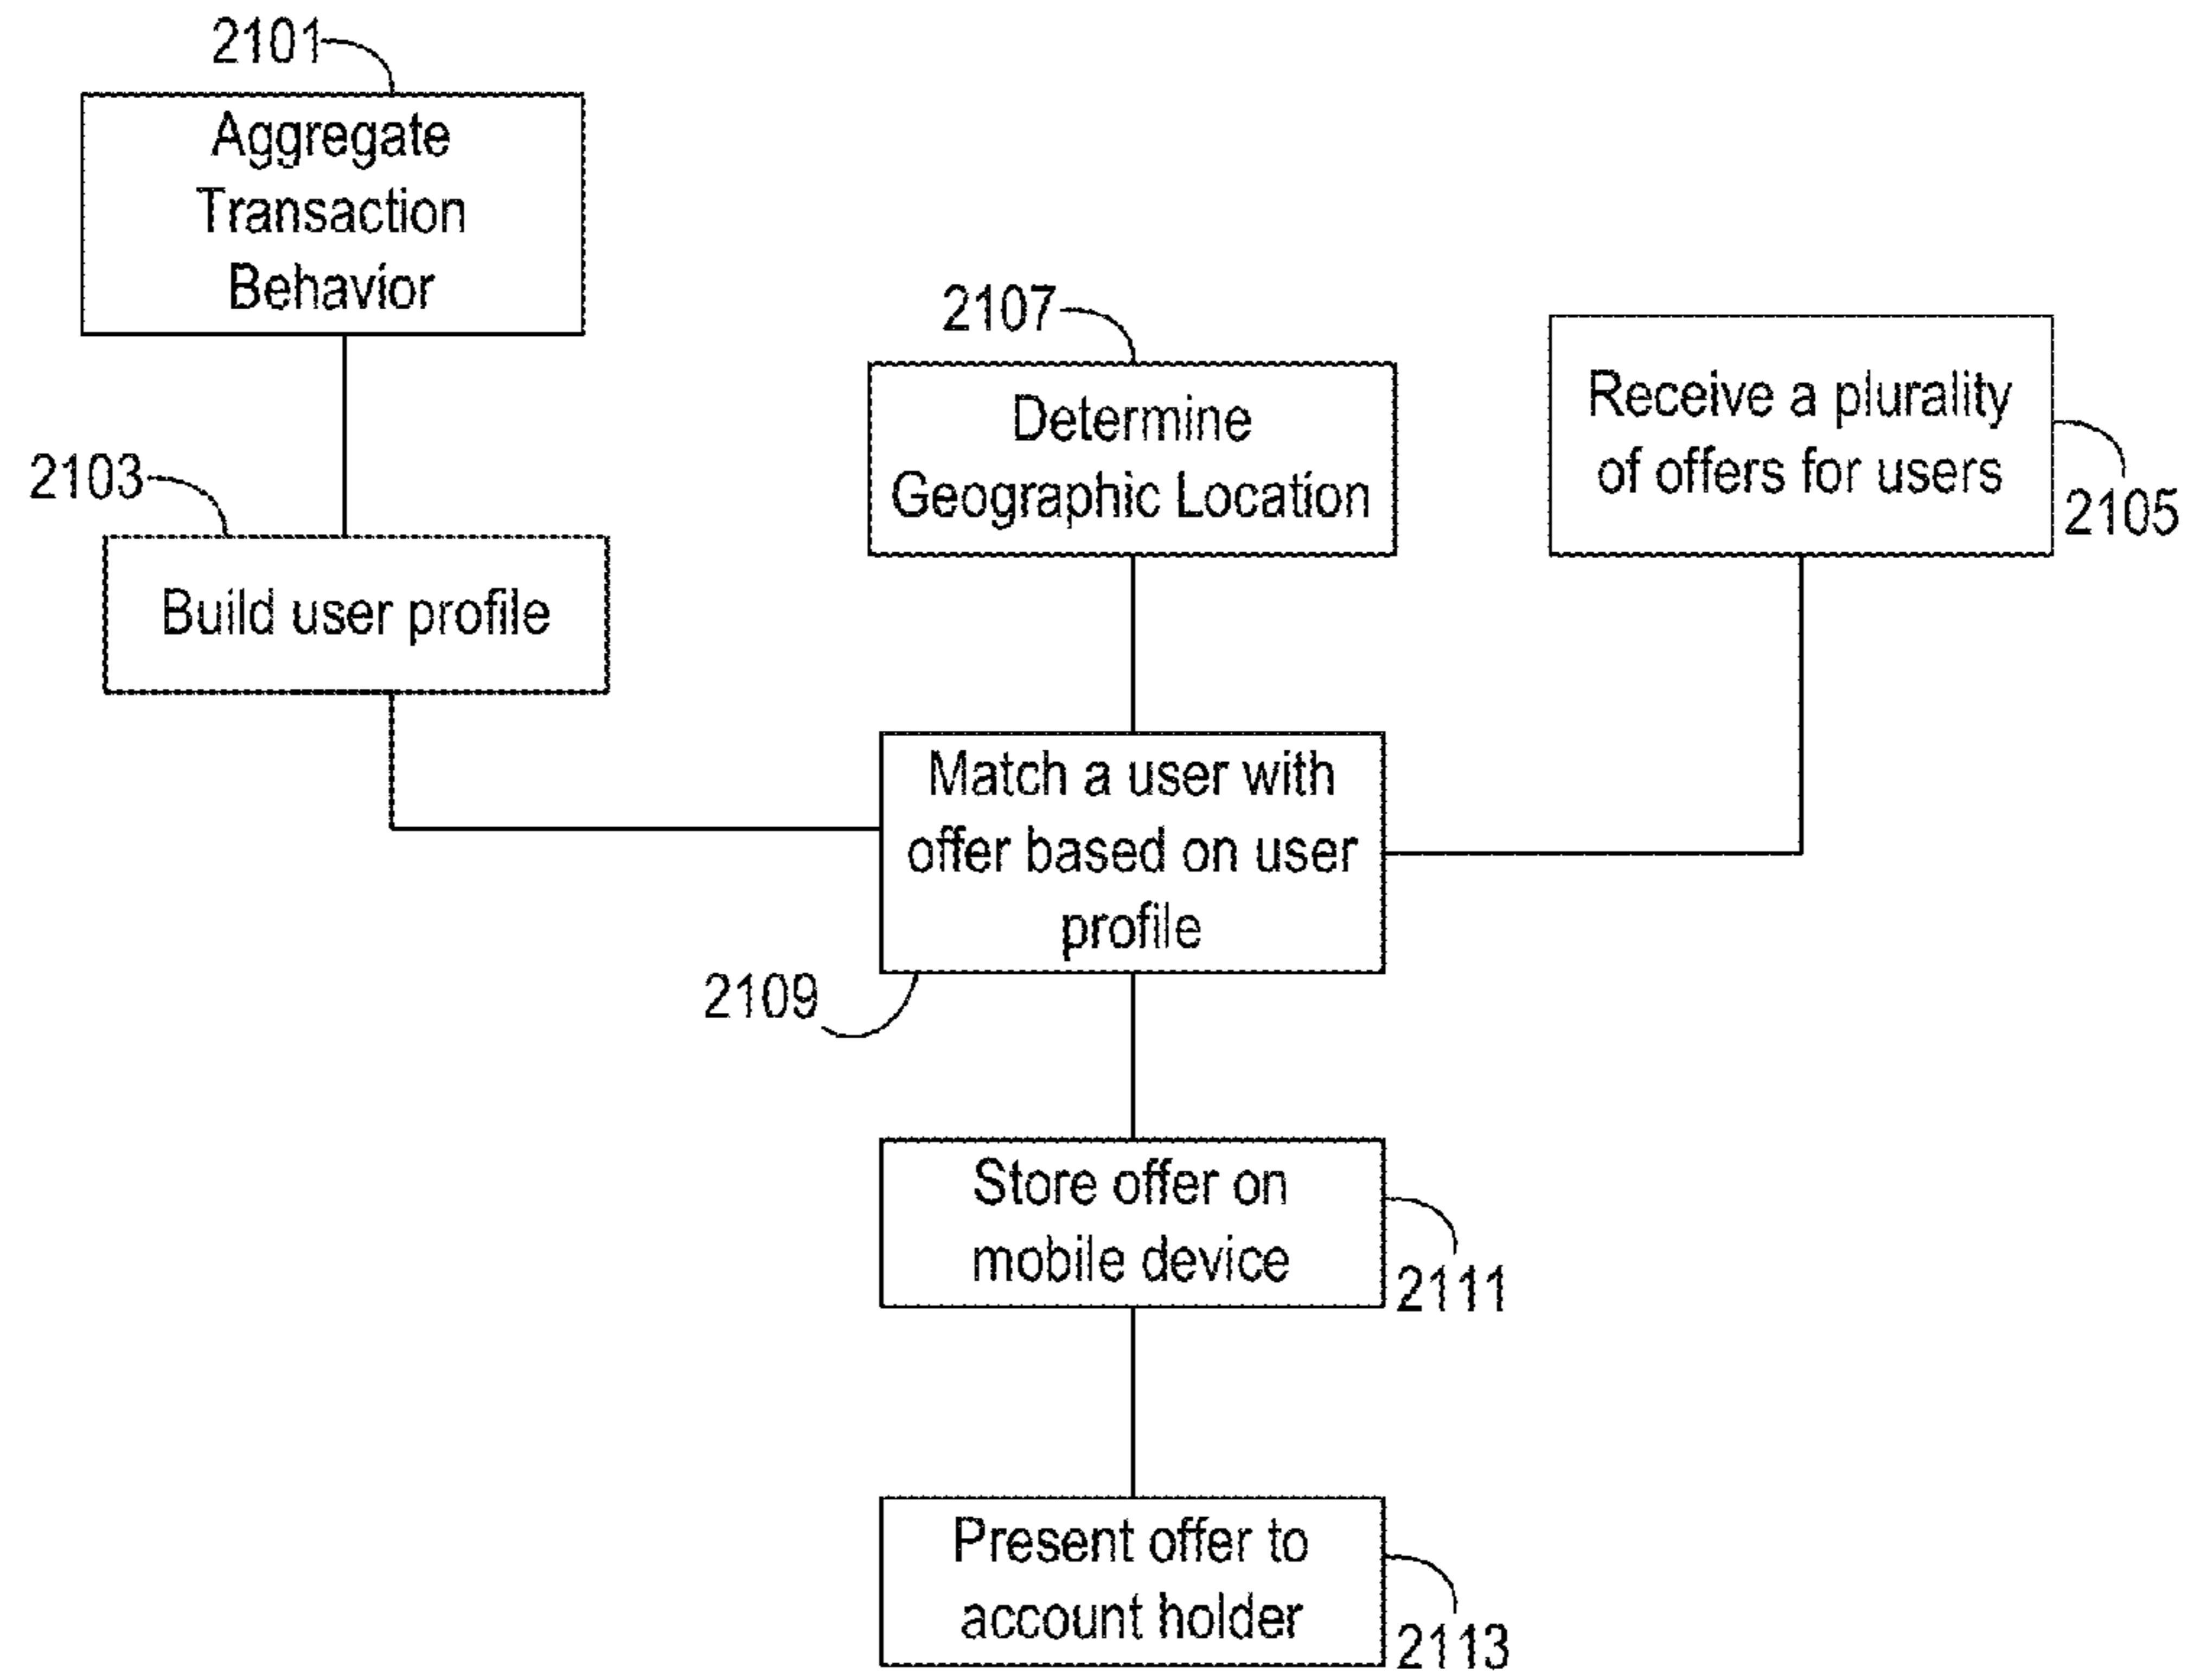 2101
Aggregate
Transaction
Behavior
2103
Build user profile
2107
Determine
Geographic Location
Receive a plurality
of offers for users
2105
Match a user with
offer based on user
profile
2109
Store offer on
mobile device
2111
Present offer to
account holder
2113